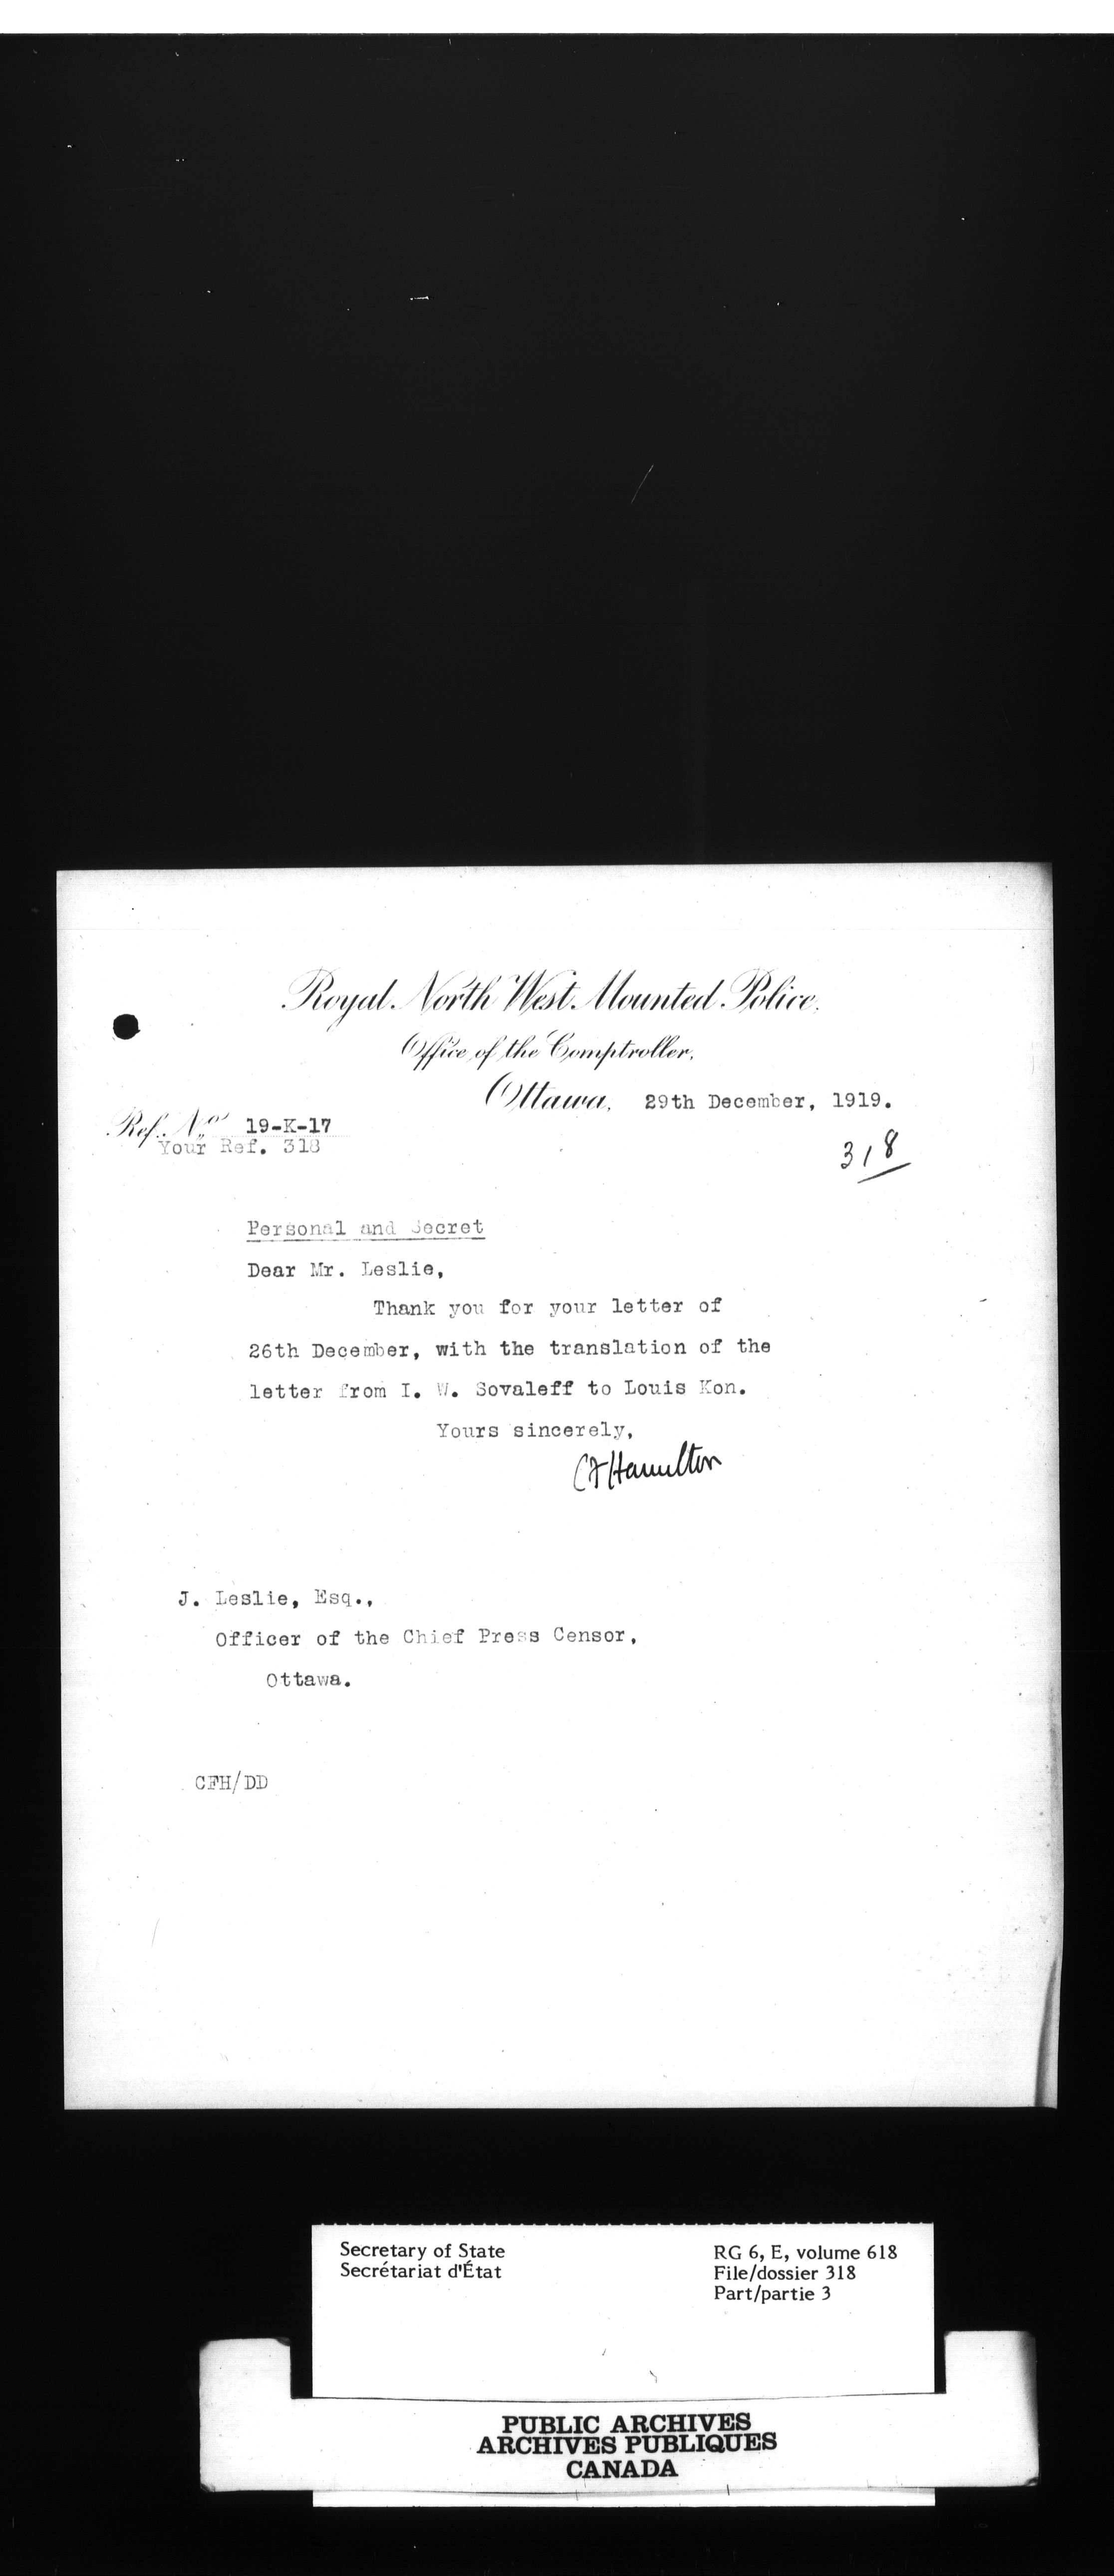 Royal North West Mounted Police.
Office of the Comptroller,
Ottawa, 29th December, 1919.
Ref. No. 19-K-17
Your Ref. 318
318
Personal and Secret
Dear Mr. Leslie,
Thank you for your letter of
26th December, with the translation of the
letter from I. W. Sovaleff to Louis Kon.
Yours sincerely,
CFHamilton
J. Leslie, Esq.,
Officer of the Chief Press Censor,
Ottawa.
CFH/DD
Secretary of State
Secrétariat d'État
RG 6, E, volume 618
File/dossier 318
Part/partie 3
PUBLIC ARCHIVES
ARCHIVES PUBLIQUES
CANADA